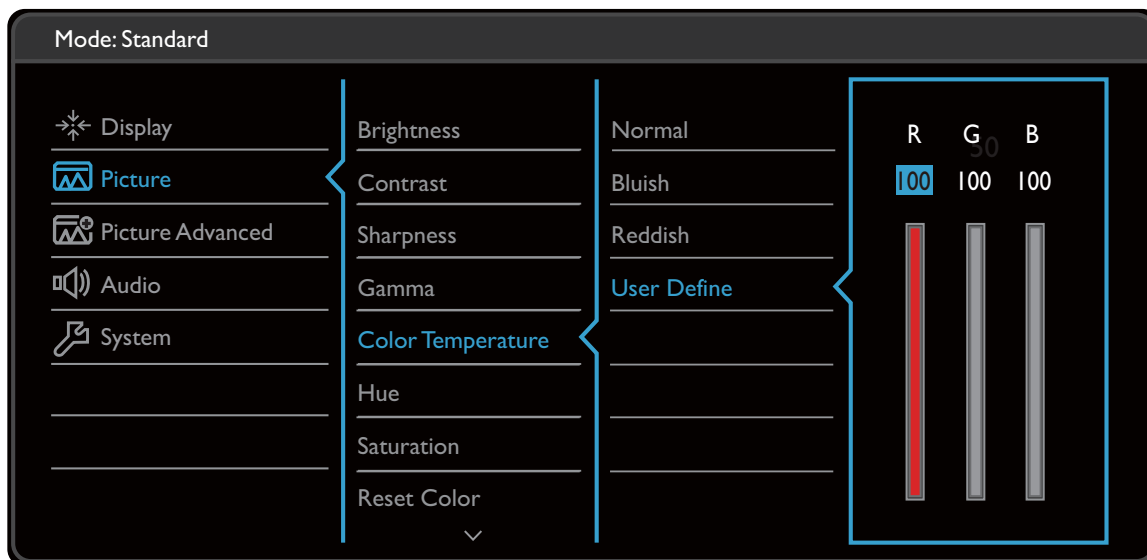 Mode: Standard
Display
Picture
Picture Advanced
Audio
System
Brightness
Contrast
Sharpness
Gamma
Color Temperature
Hue
Saturation
Reset Color
Normal
Bluish
Reddish
User Define
R G B
50
100 100 100